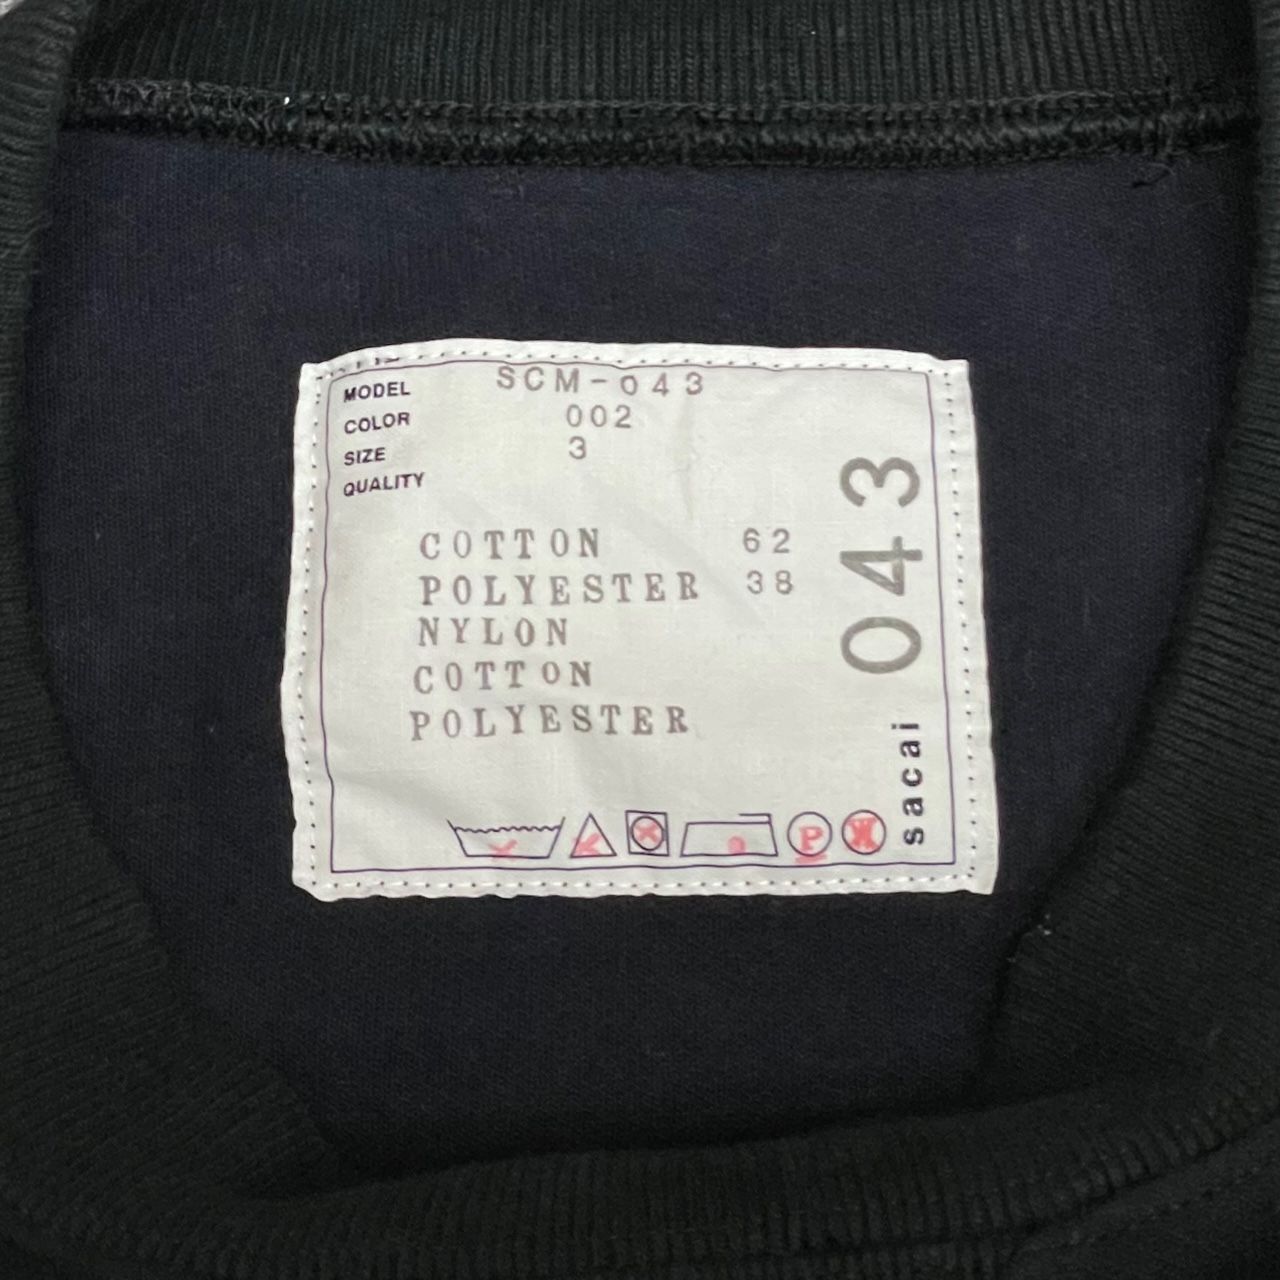 MODEL SCM-043
COLOR 002
SIZE 3
QUALITY
COTTON 62
POLYESTER 38
NYLON
COTTON
POLYESTER
P
sacai 043